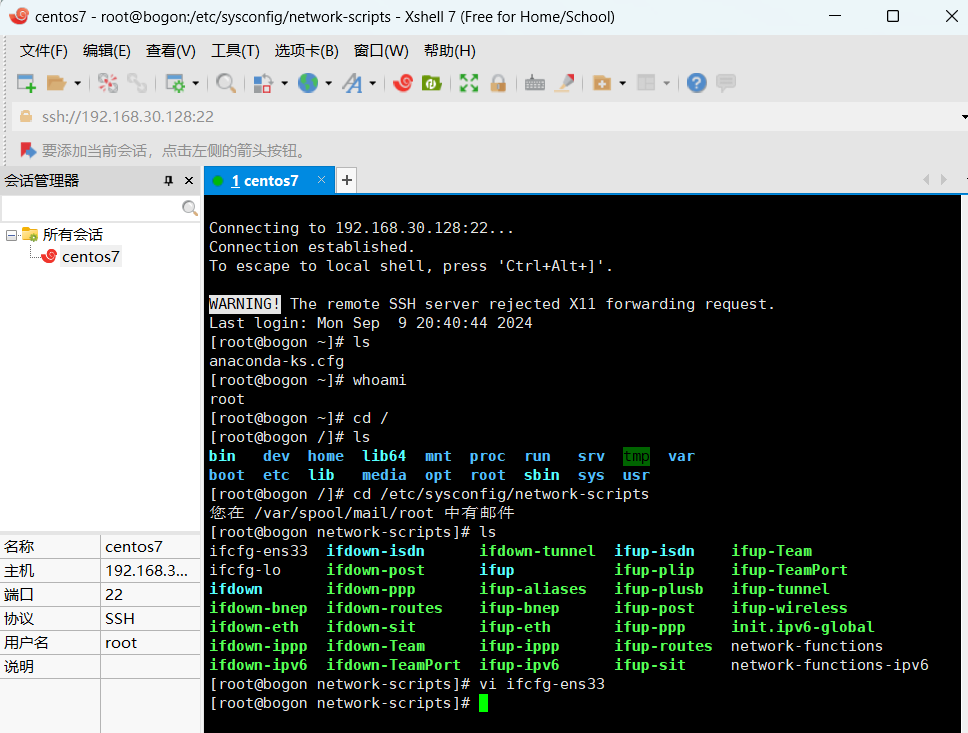 centos7 - root@bogon:/etc/sysconfig/network-scripts - Xshell 7 (Free for Home/School)
文件(F) 编辑(E) 查看(V) 工具(T) 选项卡(B) 窗口(W) 帮助(H)
ssh://192.168.30.128:22
要添加当前会话，点击左侧的箭头按钮。
会话管理器
1 centos7
所有会话
centos7
名称 centos7
主机 192.168.3...
端口 22
协议 SSH
用户名 root
说明
Connecting to 192.168.30.128:22...
Connection established.
To escape to local shell, press 'Ctrl+Alt+]'.
WARNING! The remote SSH server rejected X11 forwarding request.
Last login: Mon Sep  9 20:40:44 2024
[root@bogon ~]# ls
anaconda-ks.cfg
[root@bogon ~]# whoami
root
[root@bogon ~]# cd /
[root@bogon /]# ls
bin   dev  home  lib64  mnt  proc  run   srv  tmp  var
boot  etc  lib   media  opt  root  sbin  sys  usr
[root@bogon /]# cd /etc/sysconfig/network-scripts
您在 /var/spool/mail/root 中有邮件
[root@bogon network-scripts]# ls
ifcfg-ens33  ifdown-isdn      ifdown-tunnel  ifup-isdn    ifup-Team
ifcfg-lo     ifdown-post      ifup           ifup-plip    ifup-TeamPort
ifdown       ifdown-ppp       ifup-aliases   ifup-plusb   ifup-tunnel
ifdown-bnep  ifdown-routes    ifup-bnep      ifup-post    ifup-wireless
ifdown-eth   ifdown-sit       ifup-eth       ifup-ppp     init.ipv6-global
ifdown-ippp  ifdown-Team      ifup-ippp      ifup-routes  network-functions
ifdown-ipv6  ifdown-TeamPort  ifup-ipv6      ifup-sit     network-functions-ipv6
[root@bogon network-scripts]# vi ifcfg-ens33
[root@bogon network-scripts]#